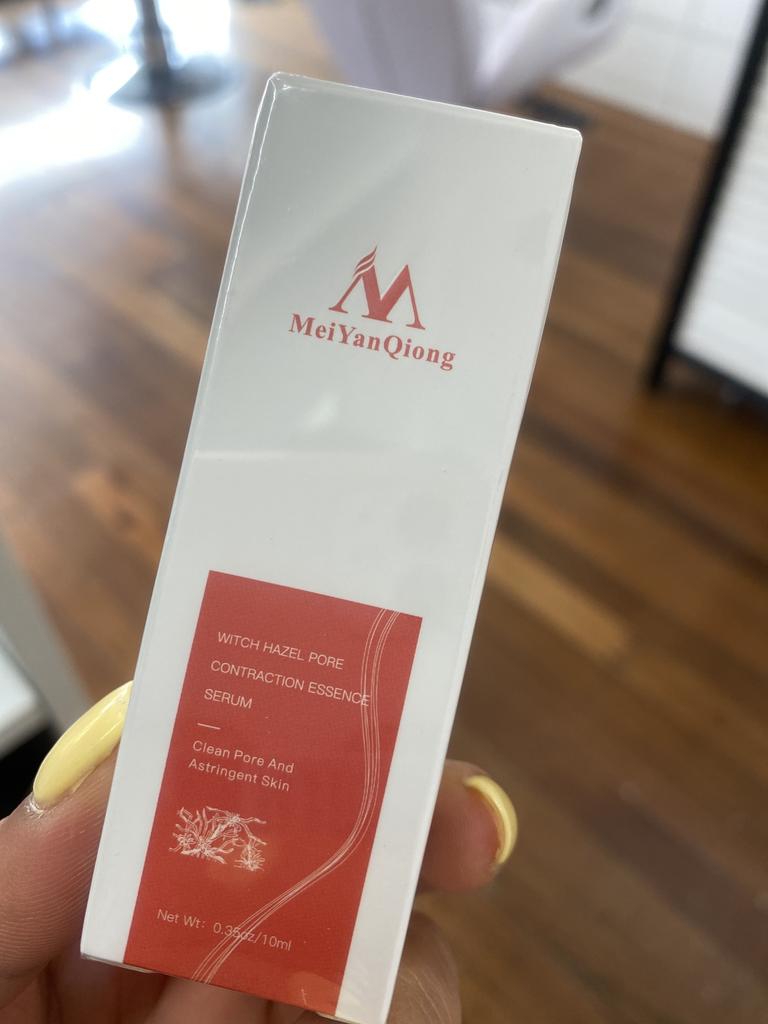 MeiYanQiong
WITCH HAZEL PORE
CONTRACTION ESSENCE
SERUM
Clean Pore And
Astringent Skin
Net Wt: 0.35oz/10ml